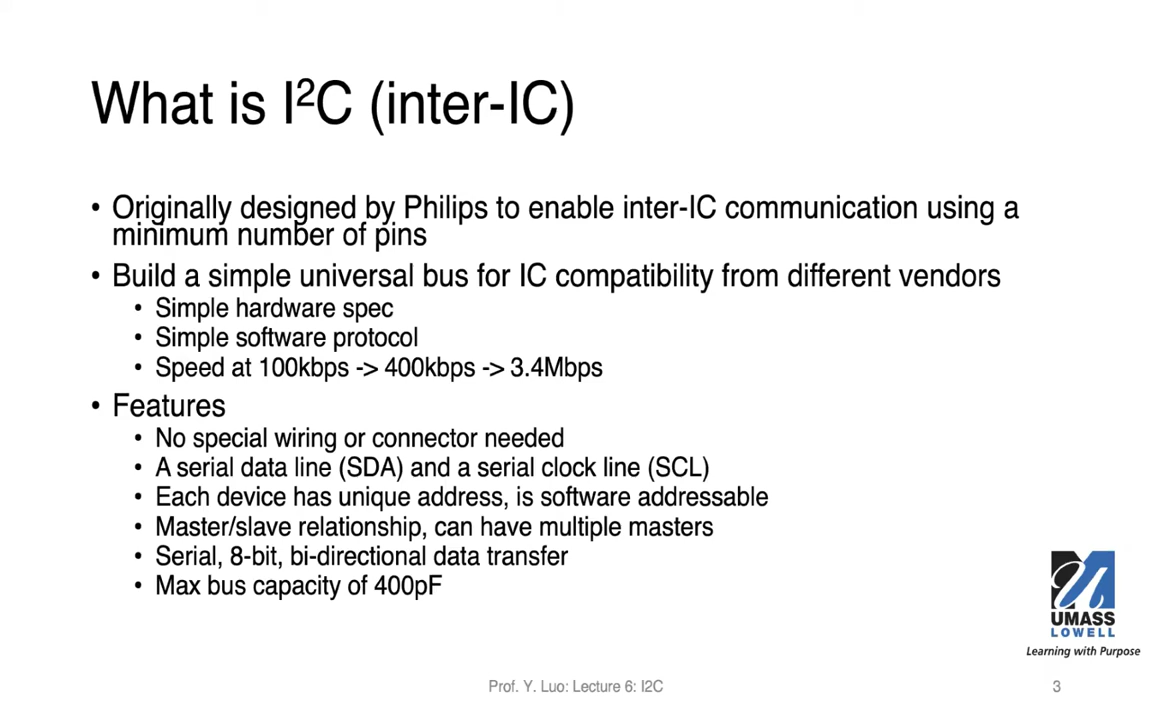 What is I²C (inter-IC)
• Originally designed by Philips to enable inter-IC communication using a
minimum number of pins
• Build a simple universal bus for IC compatibility from different vendors
• Simple hardware spec
• Simple software protocol
• Speed at 100kbps -> 400kbps -> 3.4Mbps
• Features
• No special wiring or connector needed
• A serial data line (SDA) and a serial clock line (SCL)
• Each device has unique address, is software addressable
• Master/slave relationship, can have multiple masters
• Serial, 8-bit, bi-directional data transfer
• Max bus capacity of 400pF
UMASS
LOWELL
Learning with Purpose
Prof. Y. Luo: Lecture 6: I2C
3